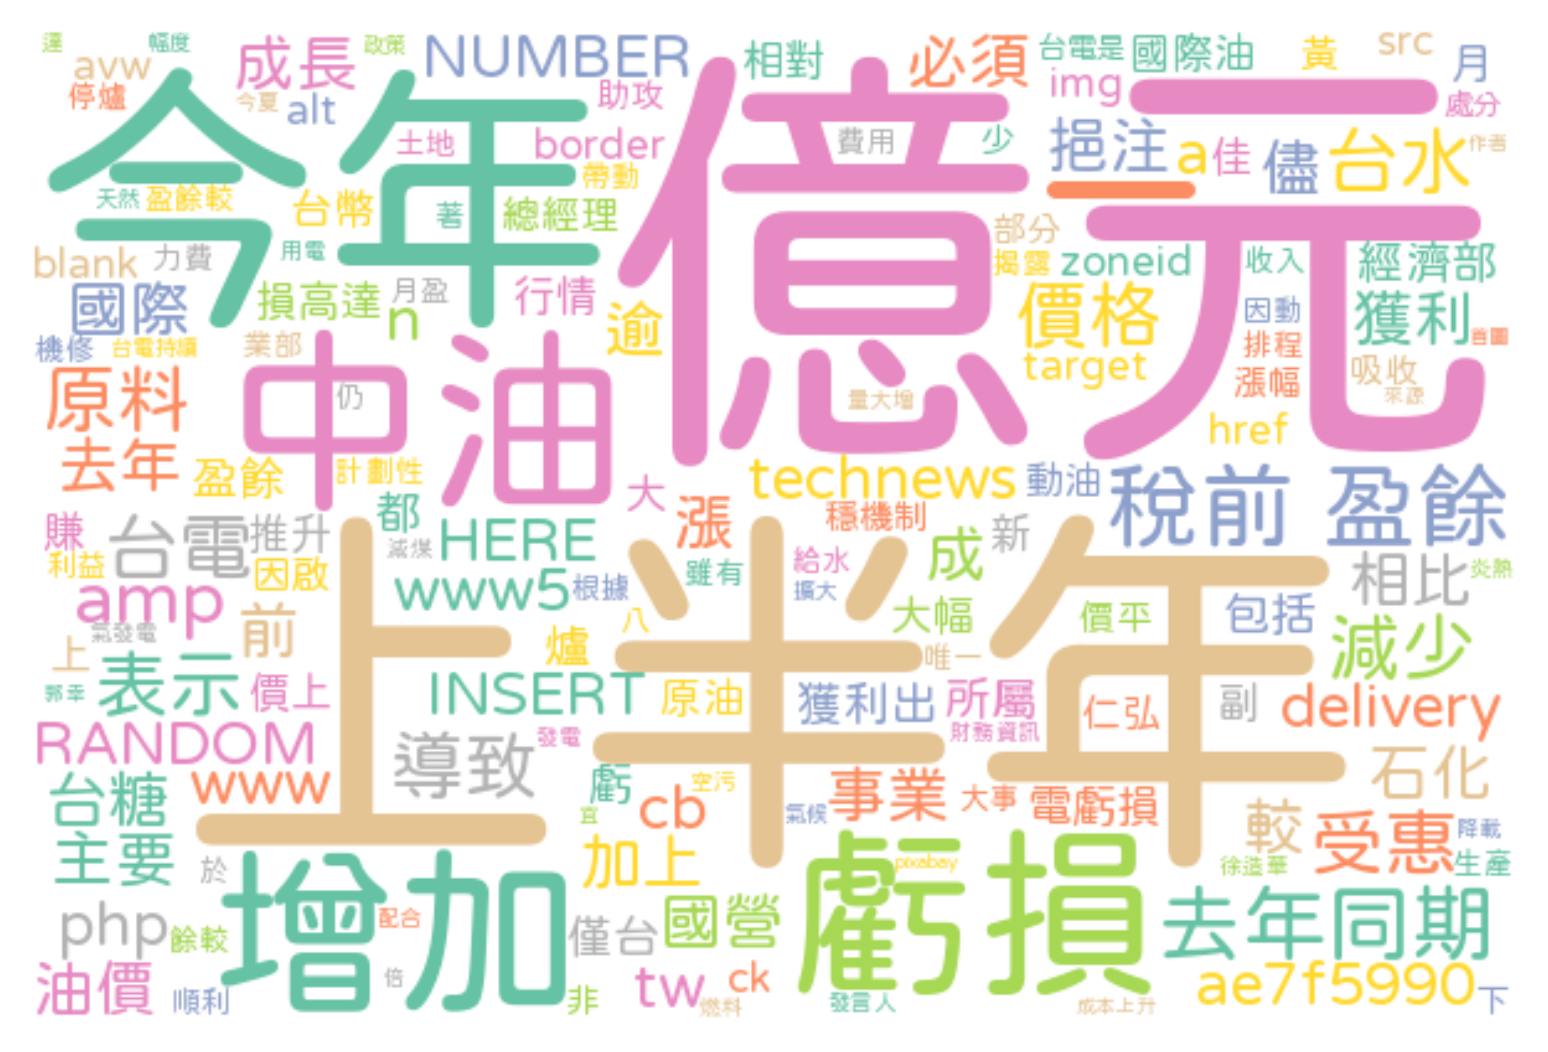 達
幅度
成長
政策
NUMBER
相對
必須
台電是
國際油
黃
src
月
avw
停爐
今夏
alt
今年
助攻
億元
img
處分
土地
border
費用
少
挹注
a
佳
儘
台水
作者
天然
盈餘較
台幣
著
帶動
總經理
部分
blank
力費
用電
揭露
zoneid
收入
經濟部
國際
損高達
月盈
n
行情
逾
價格
因動
獲利
機修
台電持續
業部
中油
排程
首圖
target
漲幅
吸收
來源
原料
仍
量大增
href
去年
盈餘
計劃性
technews
動油
稅前 盈餘
大
賺
台電
推升
都
HERE
漲
穩機制
成
新
減煤
利益
因啟
www5
根據
雖有
給水
擴大
相比
炎熱
amp
前
上半年
八
大幅
價平
包括
減少
氣發電
上
爐
唯一
郭幸
表示
價上
INSERT
原油
獲利出
所屬
仁弘
副
delivery
RANDOM
導致
發電
財務資訊
石化
台糖
www
虧
空污
cb
事業
大事
電虧損
較
受惠
降載
宜
氣候
主要
於
加上
pixabay
徐造華
生產
增加
虧損
php
餘較
配合
僅台
國營
去年同期
油價
順利
倍
非
tw
ck
燃料
發言人
成本上升
ae7f5990
下